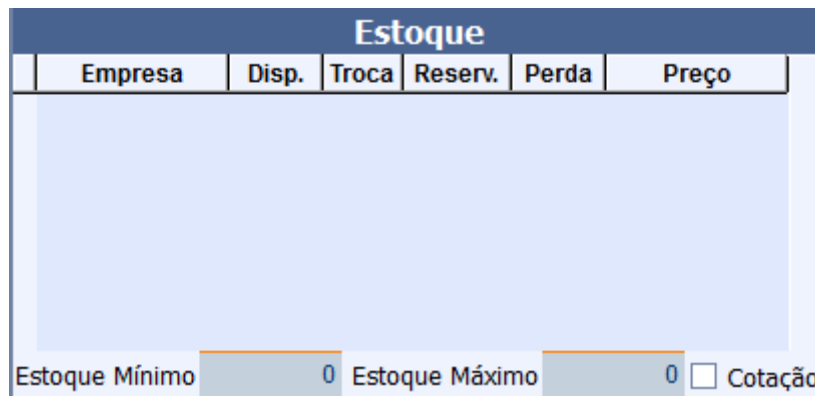 Estoque
Empresa Disp. Troca Reserv. Perda Preço
Estoque Mínimo 0 Estoque Máximo 0 Cotação